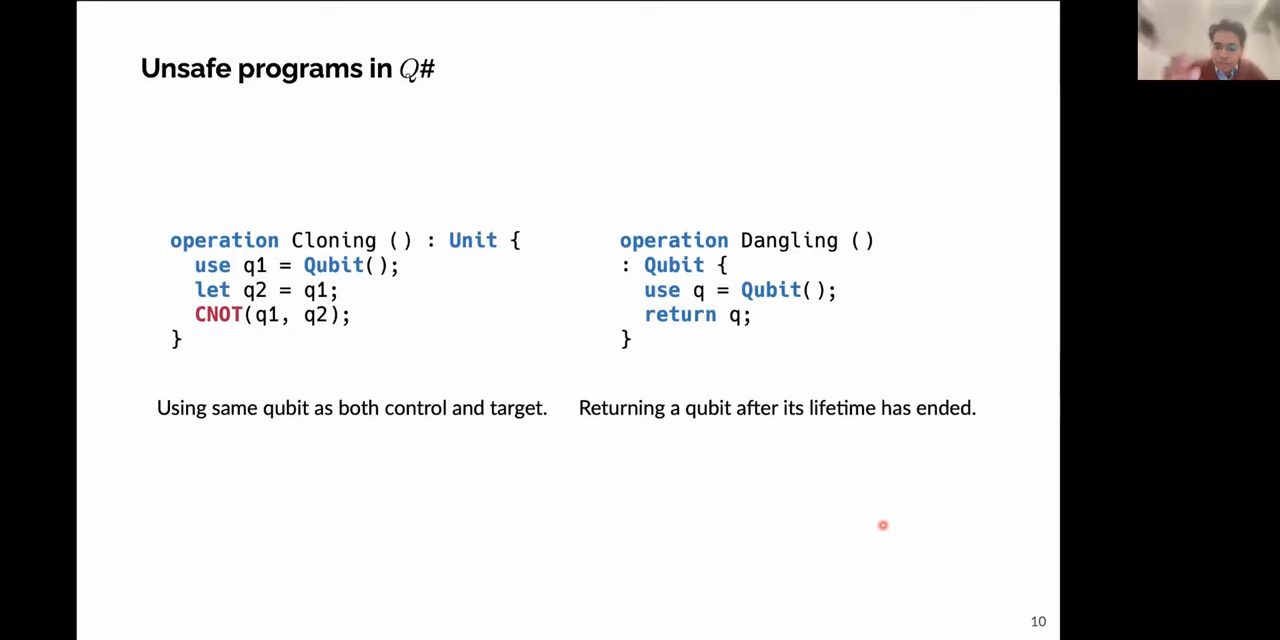 Unsafe programs in Q#
operation Cloning () : Unit {
use q1 = Qubit();
let q2 = q1;
CNOT(q1, q2);
}
Using same qubit as both control and target.
operation Dangling ()
: Qubit {
use q = Qubit();
return q;
}
Returning a qubit after its lifetime has ended.
10